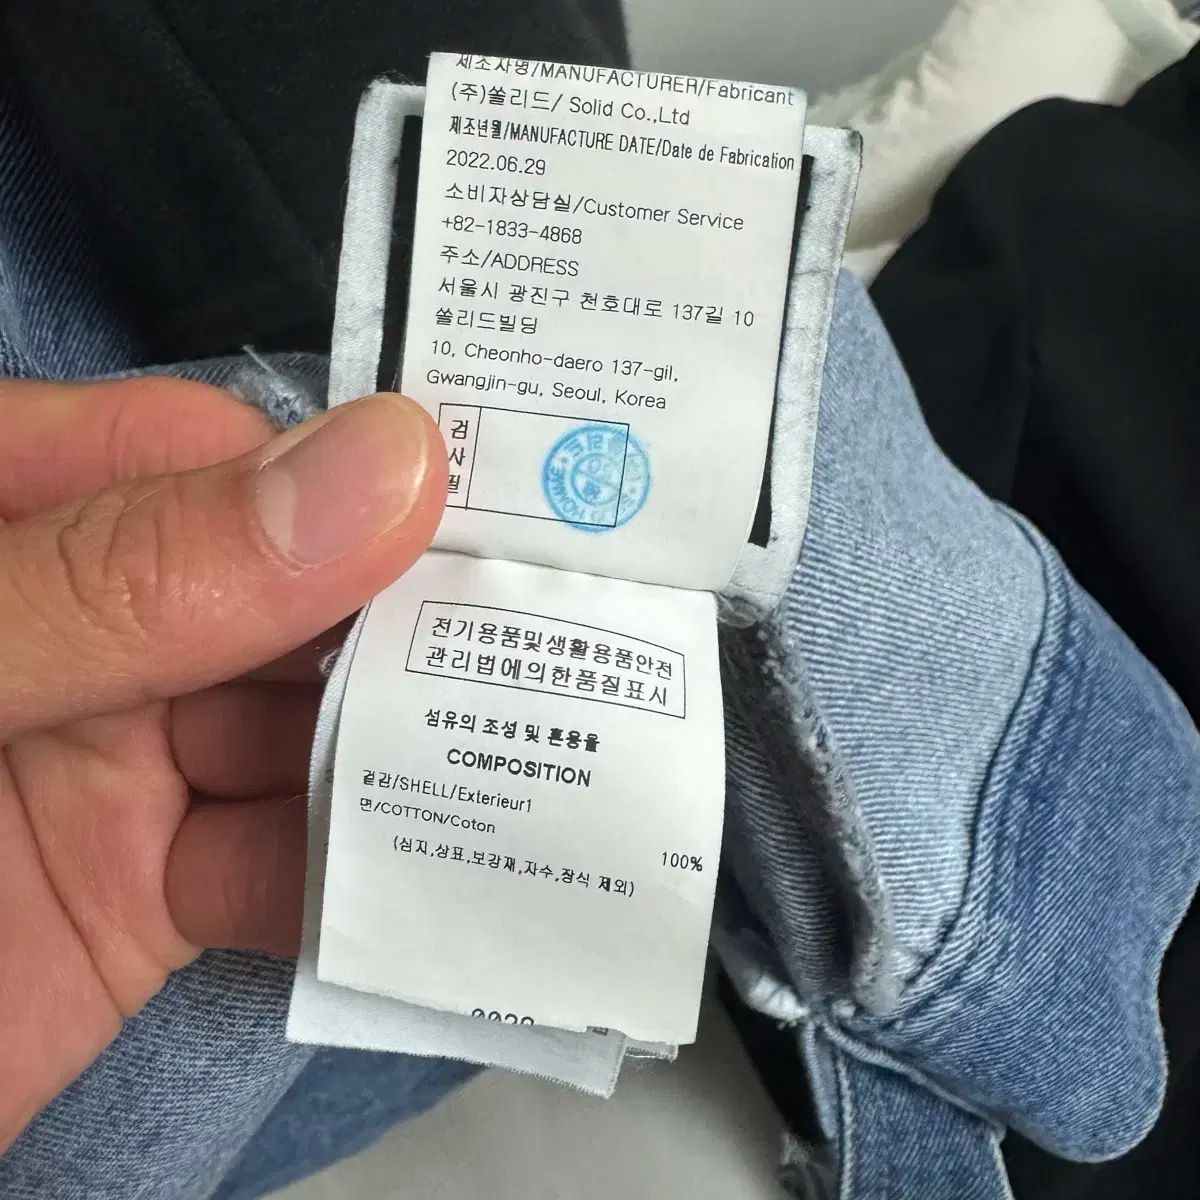 제조자명/MANUFACTURER/Fabricant
(주)쏠리드/ Solid Co.,Ltd
제조년월/MANUFACTURE DATE/Date de Fabrication
2022.06.29
소비자상담실/Customer Service
+82-1833-4868
주소/ADDRESS
서울시 광진구 천호대로 137길 10
쏠리드빌딩
10, Cheonho-daero 137-gil,
Gwangjin-gu, Seoul, Korea
검
사
필
전기용품및생활용품안전
관리법에의한품질표시
섬유의 조성 및 혼용율
COMPOSITION
겉감/SHELL/Exterieur1
면/COTTON/Coton
100%
(심지,상표,보강재,자수,장식 제외)